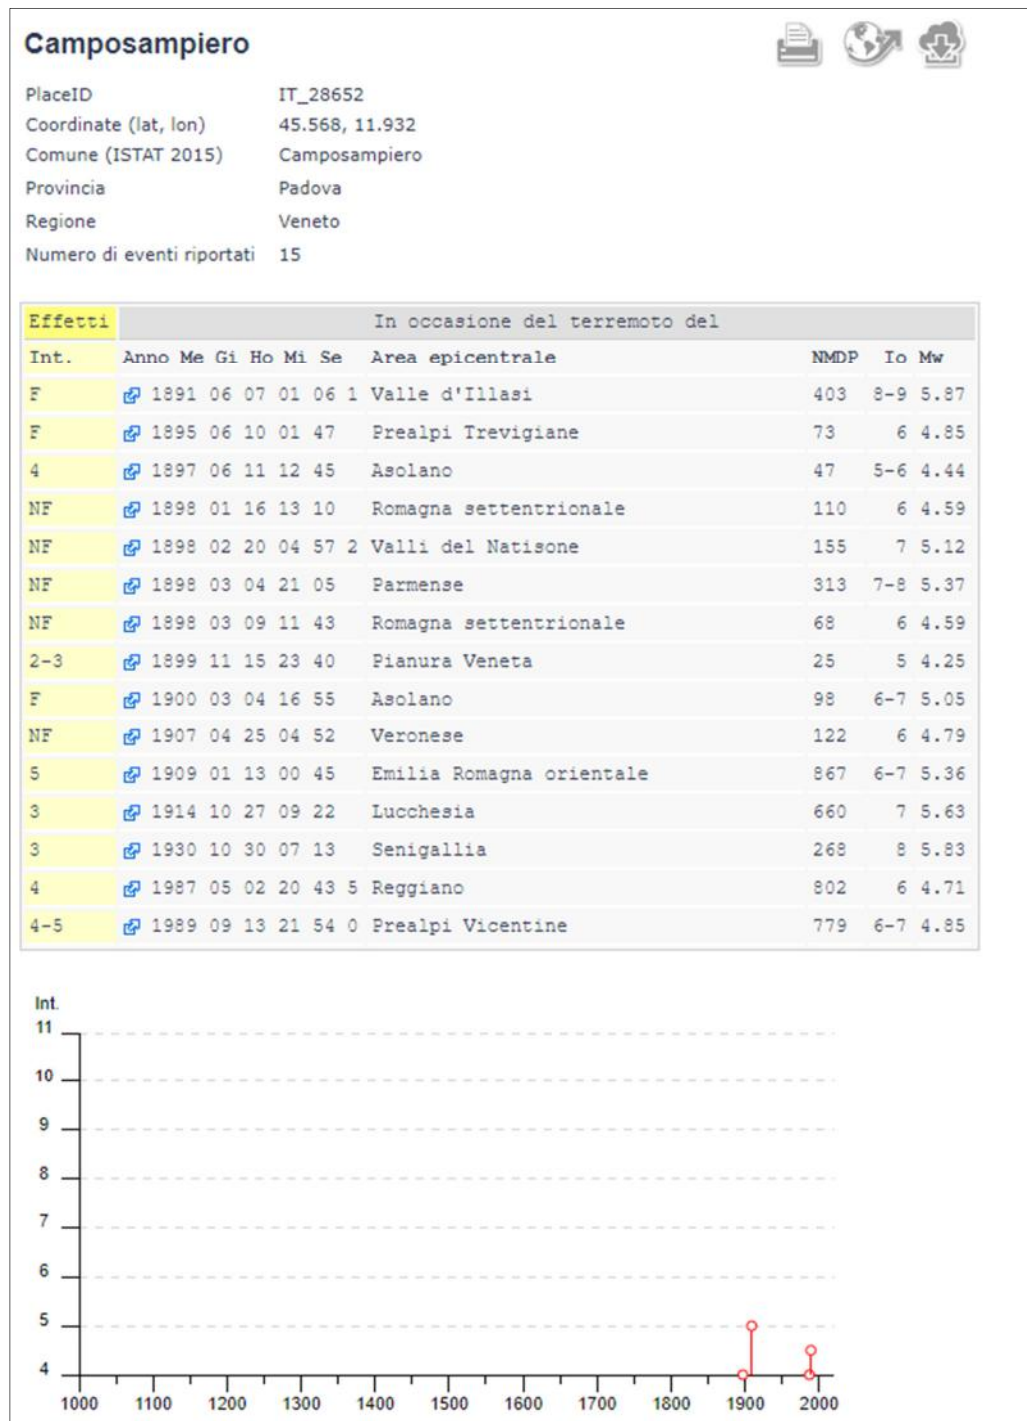 Camposampiero
PlaceID IT_28652
Coordinate (lat, lon) 45.568, 11.932
Comune (ISTAT 2015) Camposampiero
Provincia Padova
Regione Veneto
Numero di eventi riportati 15
Effetti In occasione del terremoto del
Int. Anno Me Gi Ho Mi Se Area epicentrale NMDP Io Mw
F 1891 06 07 01 06 1 Valle d'Illasi 403 8-9 5.87
F 1895 06 10 01 47 Prealpi Trevigiane 73 6 4.85
4 1897 06 11 12 45 Asolano 47 5-6 4.44
NF 1898 01 16 13 10 Romagna settentrionale 110 6 4.59
NF 1898 02 20 04 57 2 Valli del Natisone 155 7 5.12
NF 1898 03 04 21 05 Parmense 313 7-8 5.37
NF 1898 03 09 11 43 Romagna settentrionale 68 6 4.59
2-3 1899 11 15 23 40 Pianura Veneta 25 5 4.25
F 1900 03 04 16 55 Asolano 98 6-7 5.05
NF 1907 04 25 04 52 Veronese 122 6 4.79
5 1909 01 13 00 45 Emilia Romagna orientale 867 6-7 5.36
3 1914 10 27 09 22 Lucchesia 660 7 5.63
3 1930 10 30 07 13 Senigallia 268 8 5.83
4 1987 05 02 20 43 5 Reggiano 802 6 4.71
4-5 1989 09 13 21 54 0 Prealpi Vicentine 779 6-7 4.85
Int.
11
10
9
8
7
6
5
4
1000 1100 1200 1300 1400 1500 1600 1700 1800 1900 2000